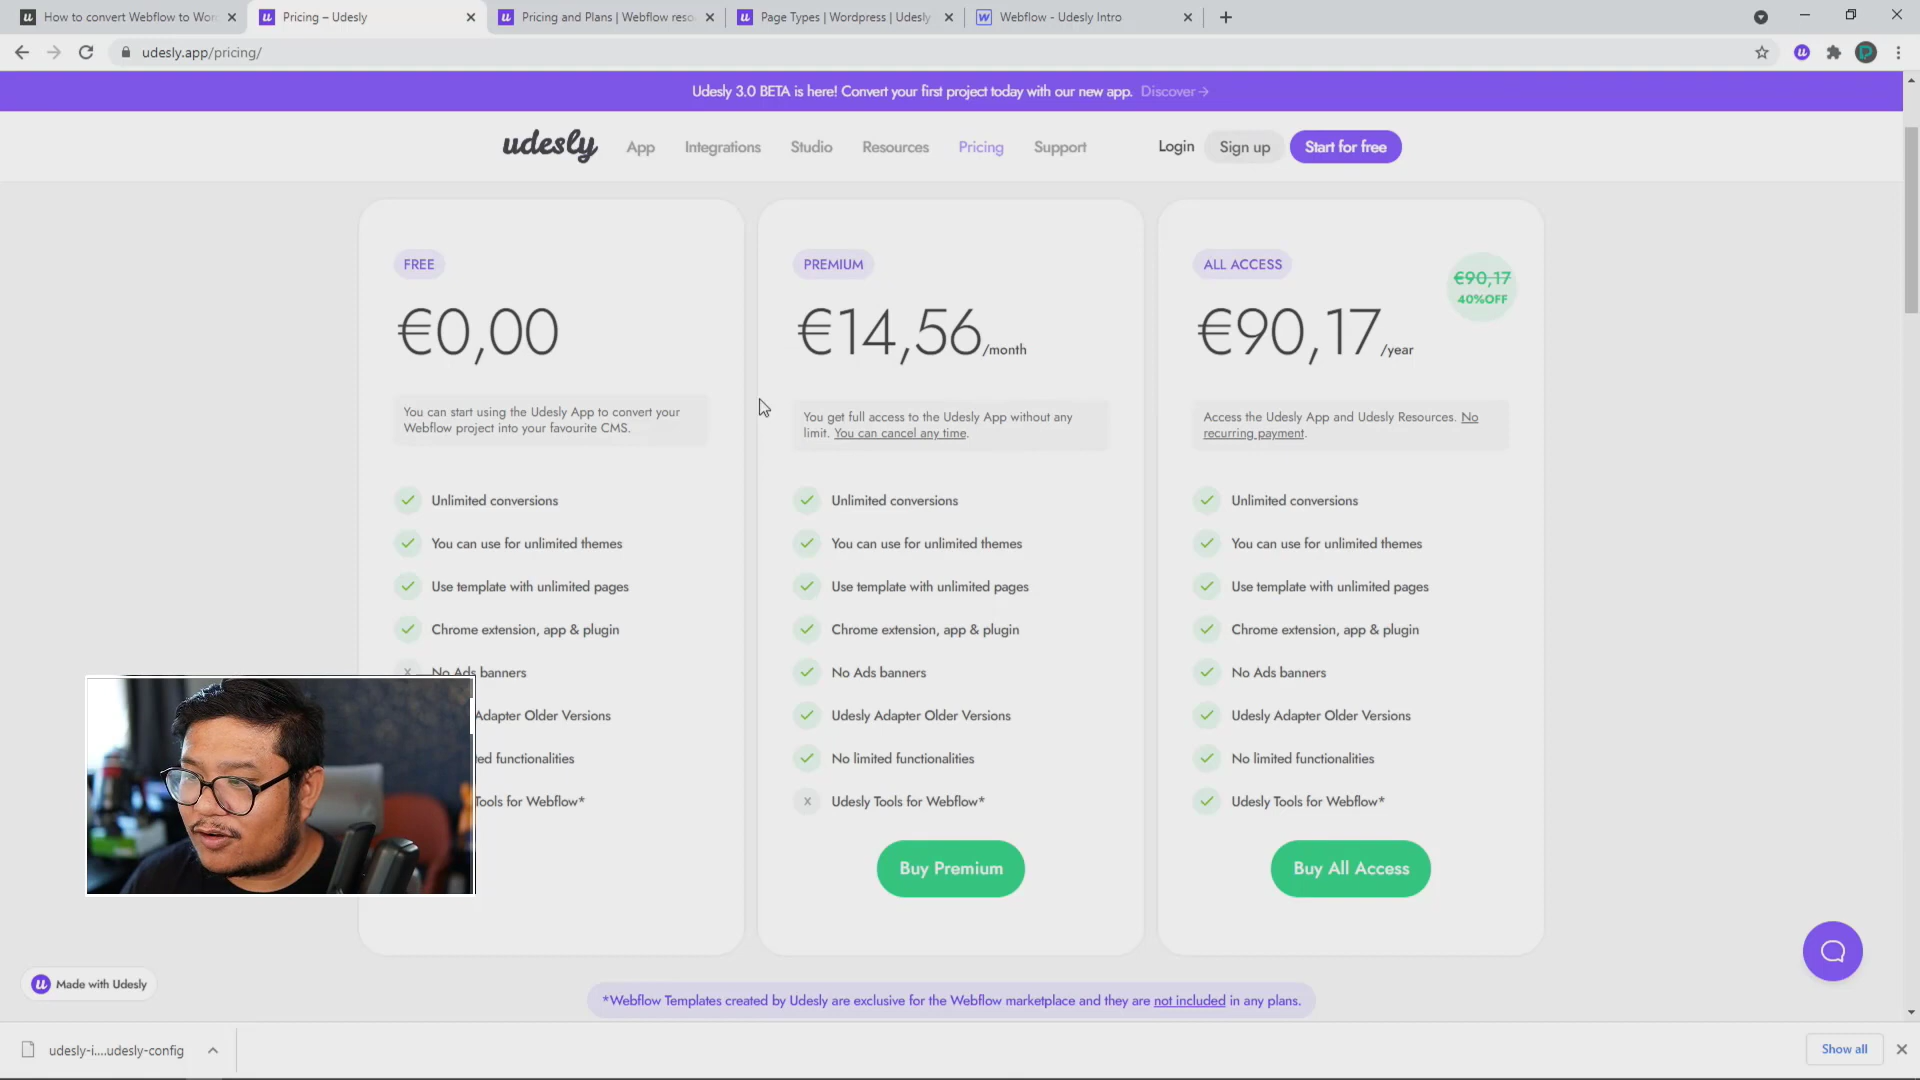 How to convert Webflow to Wor
Pricing – Udesly
Pricing and Plans | Webflow reso
Page Types | Wordpress | Udesly
Webflow - Udesly Intro
udesly.app/pricing/
Udesly 3.0 BETA is here! Convert your first project today with our new app. Discover →
udesly
App
Integrations
Studio
Resources
Pricing
Support
Login
Sign up
Start for free
FREE
€0,00
You can start using the Udesly App to convert your
Webflow project into your favourite CMS.
Unlimited conversions
You can use for unlimited themes
Use template with unlimited pages
Chrome extension, app & plugin
No Ads banners
Adapter Older Versions
ed functionalities
Tools for Webflow*
PREMIUM
€14,56/month
You get full access to the Udesly App without any
limit. You can cancel any time.
Unlimited conversions
You can use for unlimited themes
Use template with unlimited pages
Chrome extension, app & plugin
No Ads banners
Udesly Adapter Older Versions
No limited functionalities
x Udesly Tools for Webflow*
Buy Premium
ALL ACCESS
€90,17
40%OFF
€90,17/year
Access the Udesly App and Udesly Resources. No
recurring payment.
Unlimited conversions
You can use for unlimited themes
Use template with unlimited pages
Chrome extension, app & plugin
No Ads banners
Udesly Adapter Older Versions
No limited functionalities
Udesly Tools for Webflow*
Buy All Access
Made with Udesly
*Webflow Templates created by Udesly are exclusive for the Webflow marketplace and they are not included in any plans.
udesly-i....udesly-config
Show all